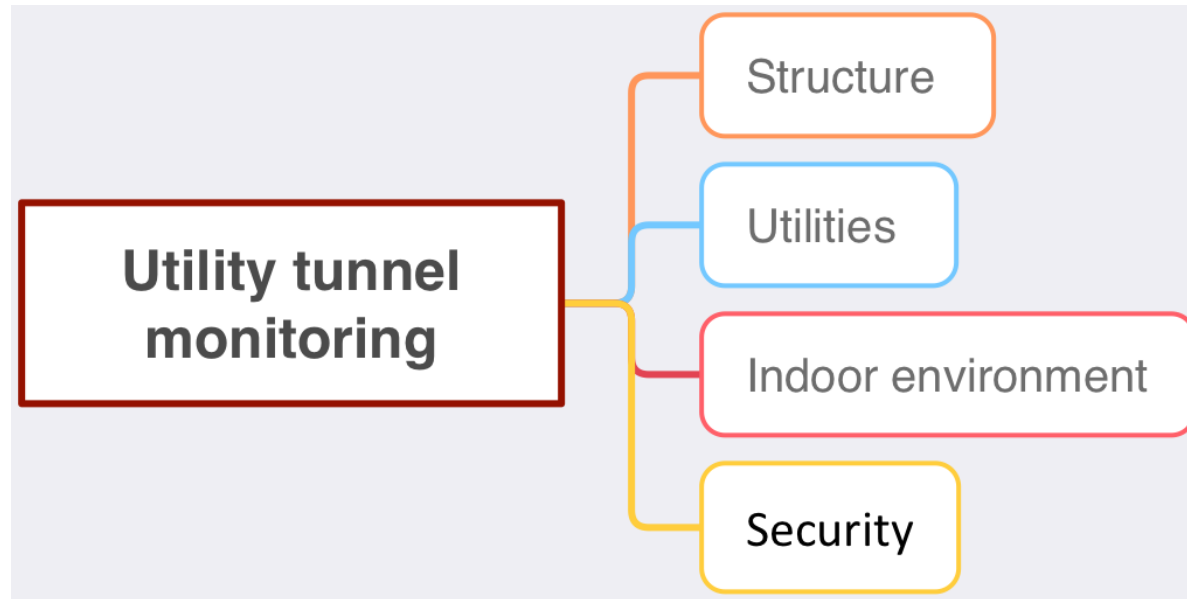 Structure
Utilities
Utility tunnel
monitoring
Indoor environment
Security